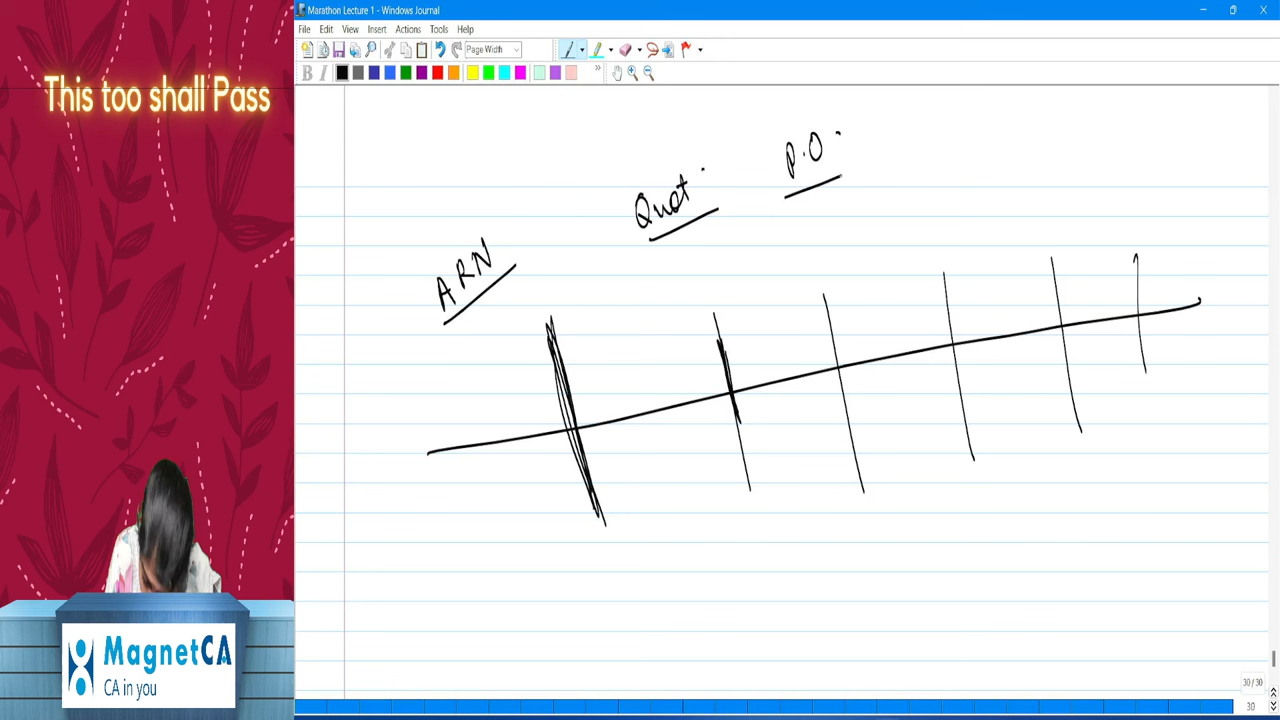 Marathon Lecture 1 - Windows Journal
File Edit View Insert Actions Tools Help
Page Width
B I
This too shall Pass
P.O.
Quot.
ARN
MagnetCA
CA in you
30 / 30
30